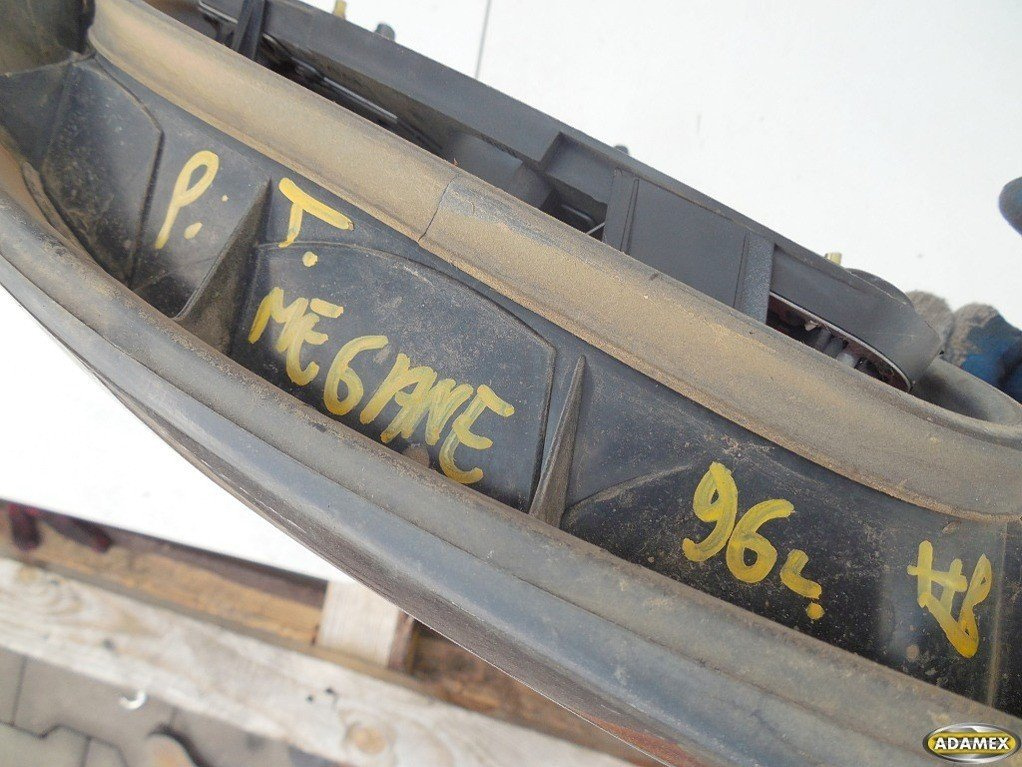 P. T.
MEGANE
96r.
ADAMEX